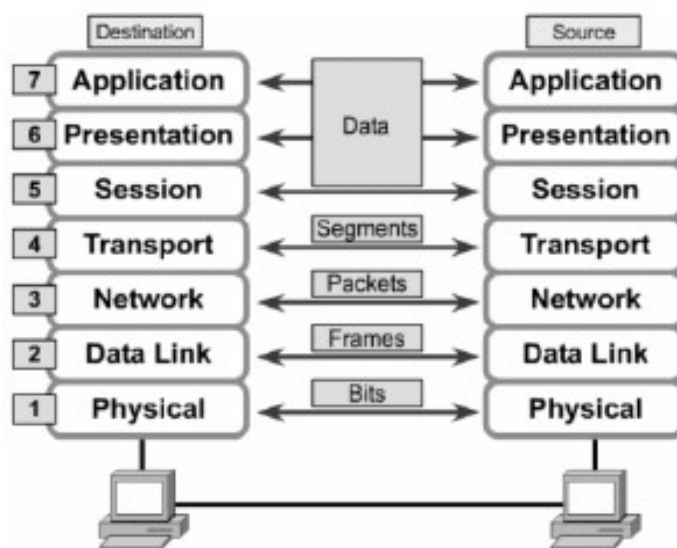 Destination
Source
7 Application
Data
Application
6 Presentation
Presentation
5 Session
Session
4 Transport
Segments
Transport
3 Network
Packets
Network
2 Data Link
Frames
Data Link
1 Physical
Bits
Physical